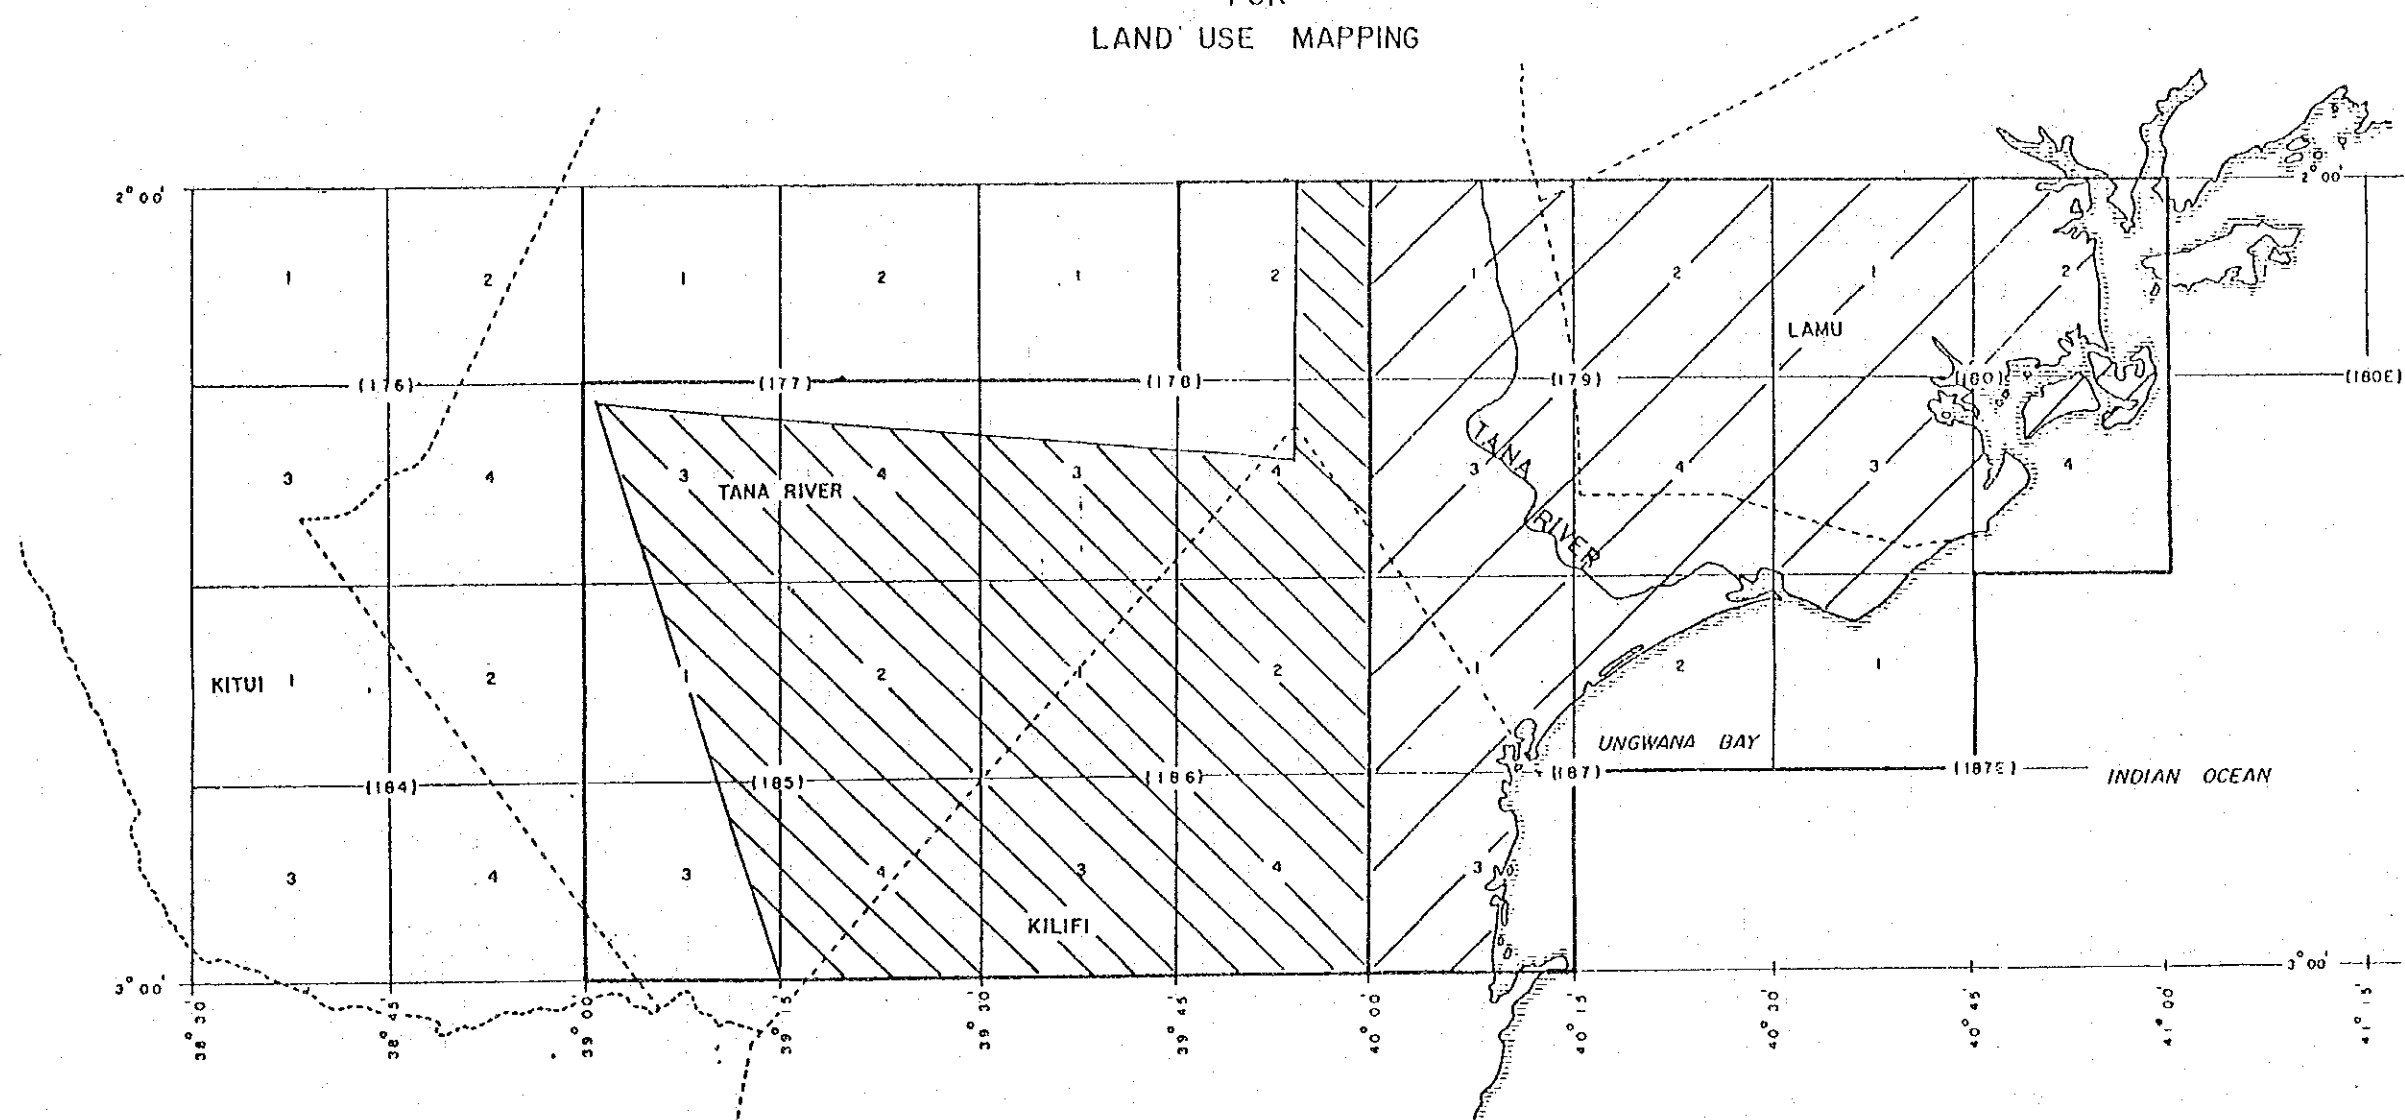 LAND USE MAPPING
2° 00'
2° 00'
1 2 1 2 1 2 1 2 1 2
LAMU
(176) (177) (178) (179) (180) (180E)
3 4 3 4 3 4 3 4 3 4
TANA RIVER
TANA RIVER
KITUI 1 2 1 2 1 2 1 2 1
UNGWANA BAY
(184) (185) (186) (187) (187E)
INDIAN OCEAN
3 4 3 4 3 4 3
KILIFI
3° 00'
3° 00'
38° 30' 38° 45' 39° 00' 39° 15' 39° 30' 39° 45' 40° 00' 40° 15' 40° 30' 40° 45' 41° 00' 41° 15'